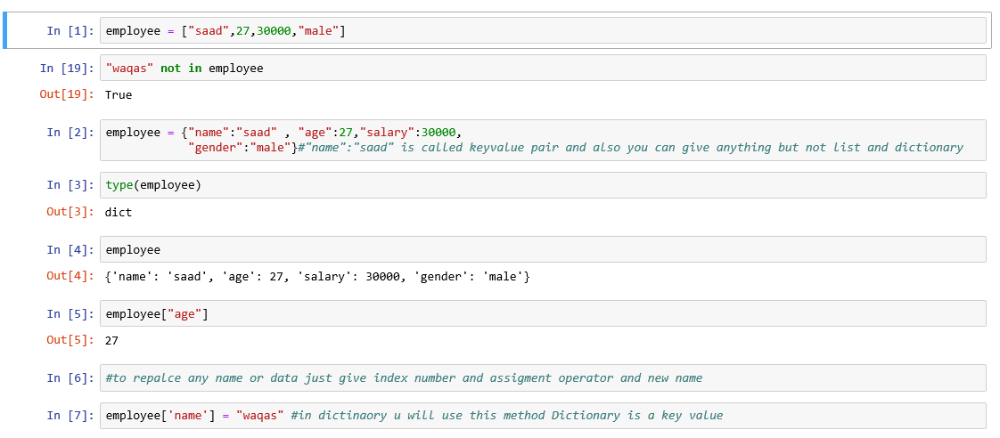 In [1]: employee = ["saad",27,30000,"male"]
In [19]: "waqas" not in employee
Out[19]: True
In [2]: employee = {"name":"saad" , "age":27,"salary":30000,
"gender":"male"}#"name":"saad" is called keyvalue pair and also you can give anything but not list and dictionary
In [3]: type(employee)
Out[3]: dict
In [4]: employee
Out[4]: {'name': 'saad', 'age': 27, 'salary': 30000, 'gender': 'male'}
In [5]: employee["age"]
Out[5]: 27
In [6]: #to repalce any name or data just give index number and assigment operator and new name
In [7]: employee['name'] = "waqas" #in dictinaory u will use this method Dictionary is a key value